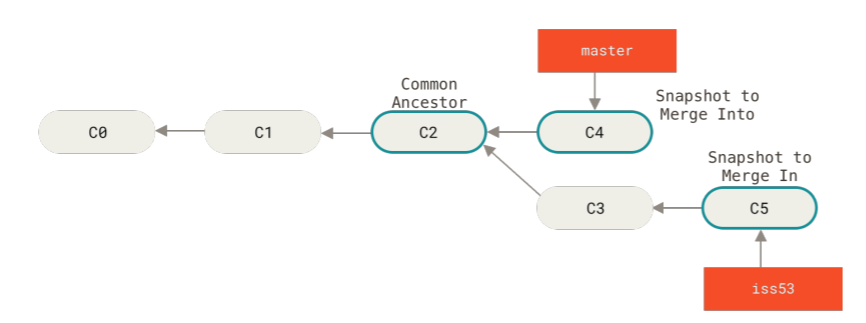 master
Common
Ancestor
Snapshot to
Merge Into
C0
C1
C2
C4
Snapshot to
Merge In
C3
C5
iss53